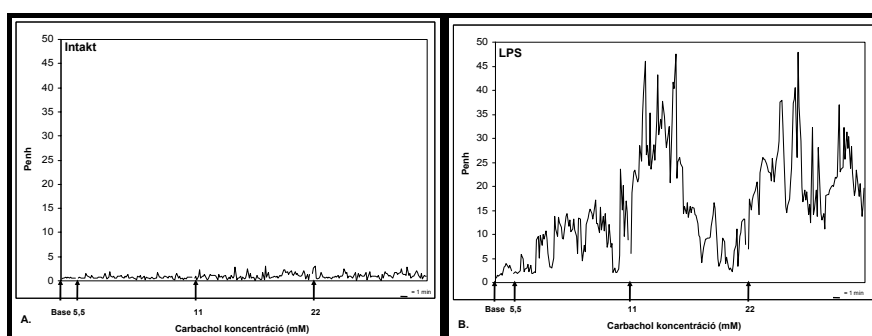 Intakt
50
45
40
35
30
25
20
15
10
5
0
Penh
= 1 min
Base 5,5 11 22
A. Carbachol koncentráció (mM)
LPS
50
45
40
35
30
25
20
15
10
5
0
Penh
= 1 min
Base 5,5 11 22
B. Carbachol koncentráció (mM)